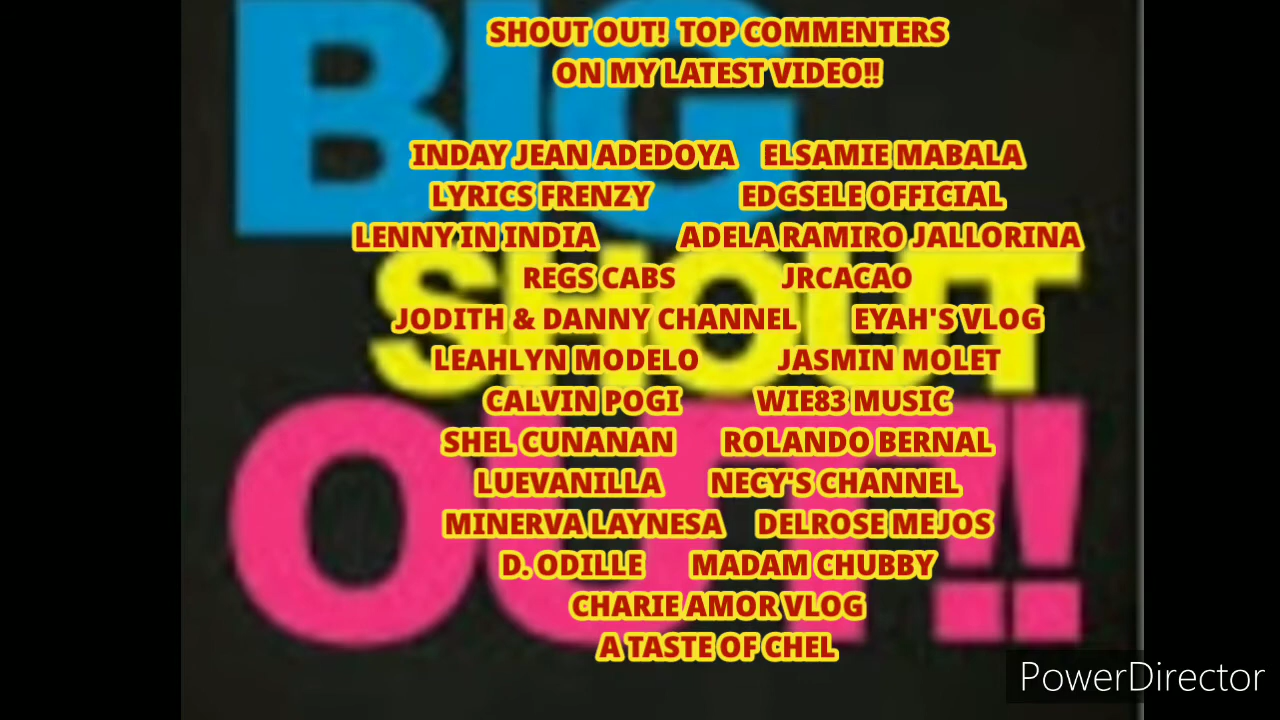 BIG
SHOUT
OUT!!
SHOUT OUT! TOP COMMENTERS
ON MY LATEST VIDEO!!
INDAY JEAN ADEDOYA ELSAMIE MABALA
LYRICS FRENZY EDGSELE OFFICIAL
LENNY IN INDIA ADELA RAMIRO JALLORINA
REGS CABS JRCACAO
JODITH & DANNY CHANNEL EYAH'S VLOG
LEAHLYN MODELO JASMIN MOLET
CALVIN POGI WIE83 MUSIC
SHEL CUNANAN ROLANDO BERNAL
LUEVANILLA NECY'S CHANNEL
MINERVA LAYNESA DELROSE MEJOS
D. ODILLE MADAM CHUBBY
CHARIE AMOR VLOG
A TASTE OF CHEL
PowerDirector